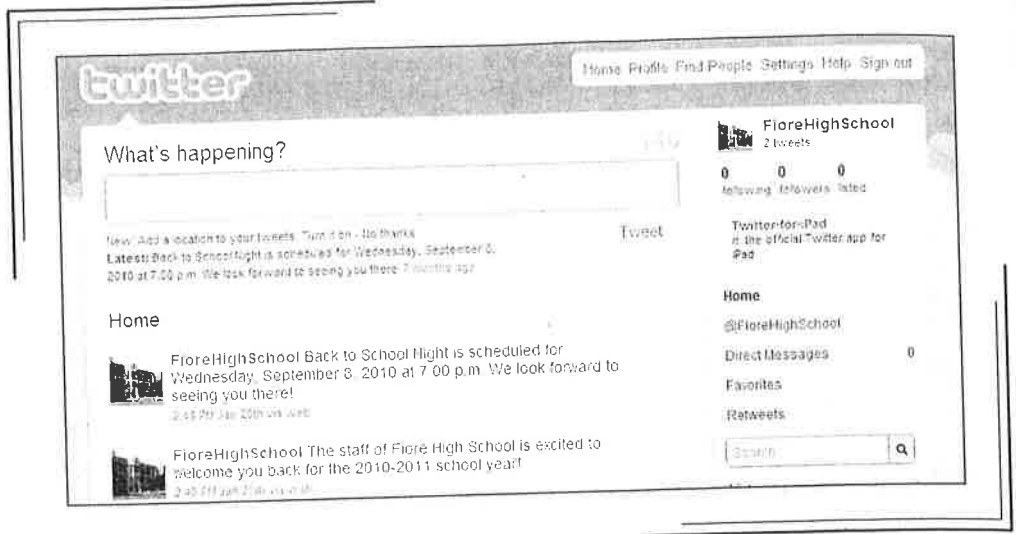 twitter
Home Profile Find People Settings Help Sign out
What's happening?
140
New! Add a location to your tweets. Turn it on - No thanks
Tweet
Latest: Back to School Night is scheduled for Wednesday, September 8,
2010 at 7:00 p.m. We look forward to seeing you there! 7 months ago
Home
FioreHighSchool Back to School Night is scheduled for
Wednesday, September 8, 2010 at 7:00 p.m. We look forward to
seeing you there!
via web
FioreHighSchool The staff of Fiore High School is excited to
welcome you back for the 2010-2011 school year!
FioreHighSchool
2 tweets
0 0 0
following followers listed
Twitter for iPad
is the official Twitter app for
iPad
Home
@FioreHighSchool
Direct Messages 0
Favorites
Retweets
Search